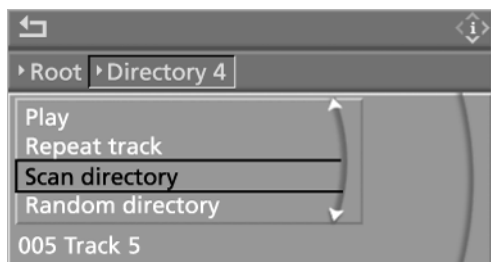 Root Directory 4
Play
Repeat track
Scan directory
Random directory
005 Track 5